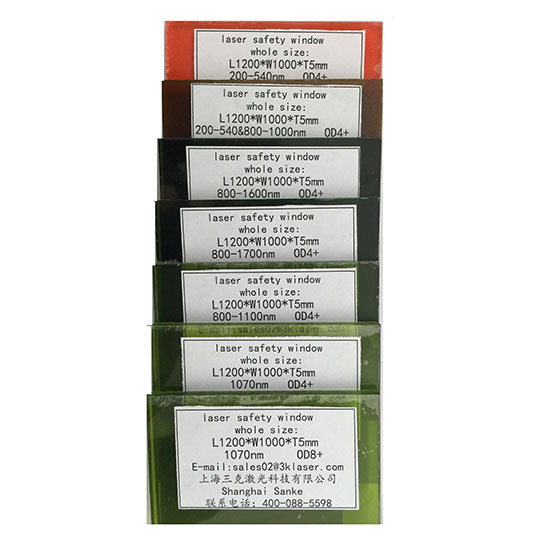 laser safety window
whole size:
L1200*W1000*T5mm
200-540nm OD4+
laser safety window
whole size:
L1200*W1000*T5mm
200-540&800-1000nm OD4+
laser safety window
whole size:
L1200*W1000*T5mm
800-1600nm OD4+
laser safety window
whole size:
L1200*W1000*T5mm
800-1700nm OD4+
laser safety window
whole size:
L1200*W1000*T5mm
800-1100nm OD4+
E-mail:sales02@3klaser.com
laser safety window
whole size:
L1200*W1000*T5mm
1070nm OD4+
laser safety window
whole size:
L1200*W1000*T5mm
1070nm OD8+
E-mail:sales02@3klaser.com
上海三克激光科技有限公司
Shanghai Sanke
联系电话: 400-088-5598